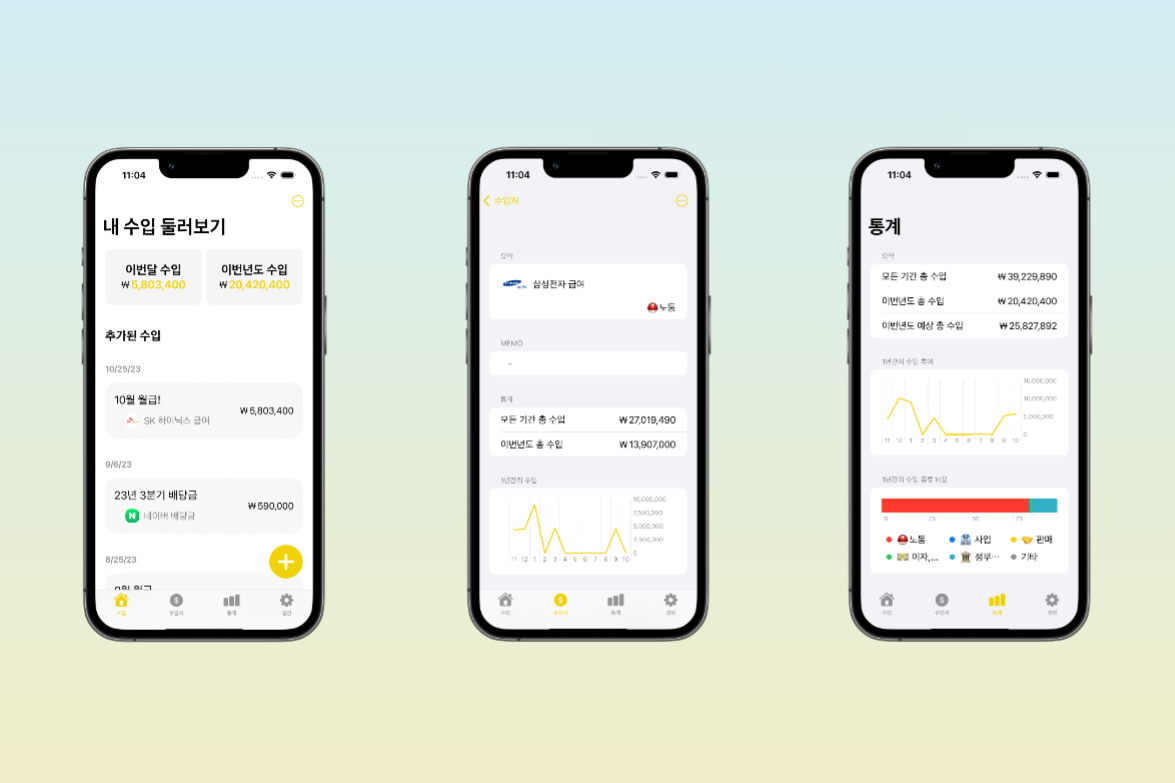 11:04
내 수입 둘러보기
이번달 수입
₩5,803,400
이번년도 수입
₩20,420,400
추가된 수입
10/25/23
10월 월급!
SK 하이닉스 급여
₩5,803,400
9/6/23
23년 3분기 배당금
N 네이버 배당금
₩590,000
8/25/23
수입
수입처
통계
설정
11:04
수입처
요약
삼성전자 급여
노동
MEMO
-
통계
모든 기간 총 수입 ₩27,019,490
이번년도 총 수입 ₩13,907,000
1년간의 수입
10,000,000
7,500,000
5,000,000
2,500,000
0
11 12 1 2 3 4 5 6 7 8 9 10
수입
수입처
통계
설정
11:04
통계
요약
모든 기간 총 수입 ₩39,229,890
이번년도 총 수입 ₩20,420,400
이번년도 예상 총 수입 ₩25,827,892
1년간의 수입 추이
15,000,000
10,000,000
5,000,000
0
11 12 1 2 3 4 5 6 7 8 9 10
1년간의 수입 종류 비율
0 25 50 75
노동 사업 판매
이자,... 정부... 기타
수입
수입처
통계
설정